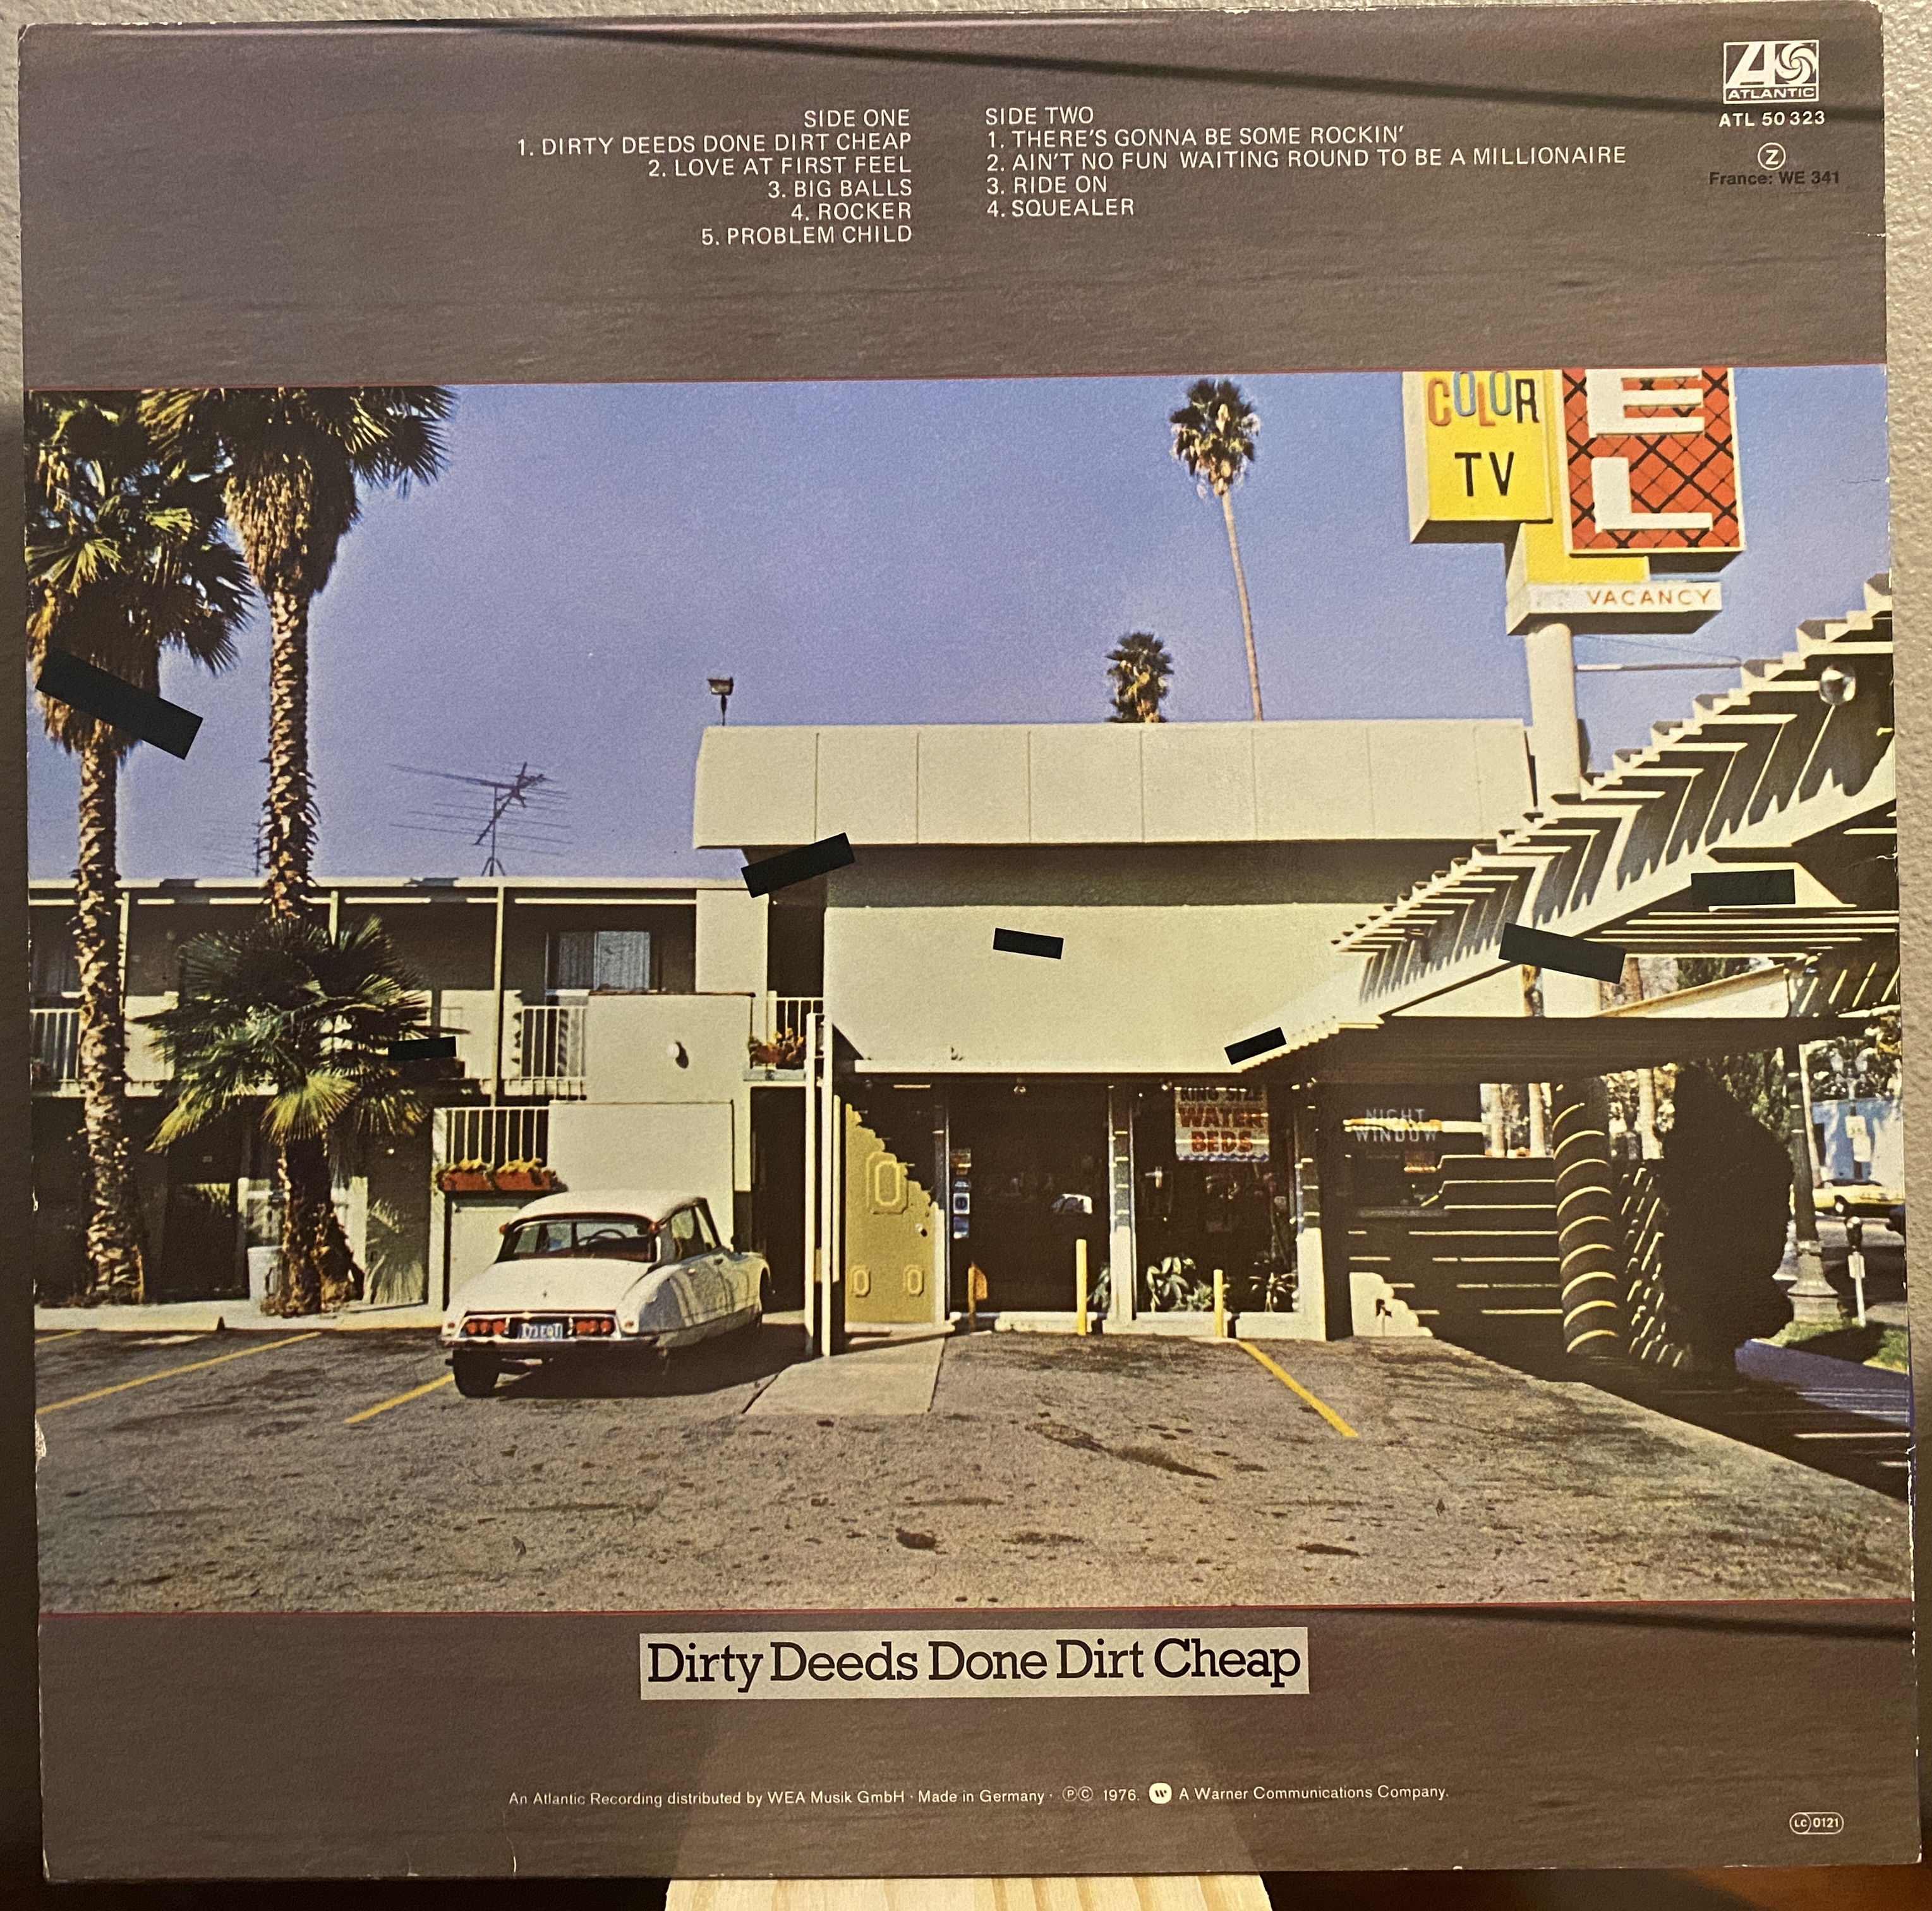 SIDE ONE
1. DIRTY DEEDS DONE DIRT CHEAP
2. LOVE AT FIRST FEEL
3. BIG BALLS
4. ROCKER
5. PROBLEM CHILD
SIDE TWO
1. THERE'S GONNA BE SOME ROCKIN'
2. AIN'T NO FUN WAITING ROUND TO BE A MILLIONAIRE
3. RIDE ON
4. SQUEALER
ATLANTIC
ATL 50 323
Z
France: WE 341
COLOR
TV
E
L
VACANCY
KING SIZE
WATER
BEDS
NIGHT
WINDOW
Dirty Deeds Done Dirt Cheap
An Atlantic Recording distributed by WEA Musik GmbH · Made in Germany · ℗© 1976. W A Warner Communications Company.
LC 0121